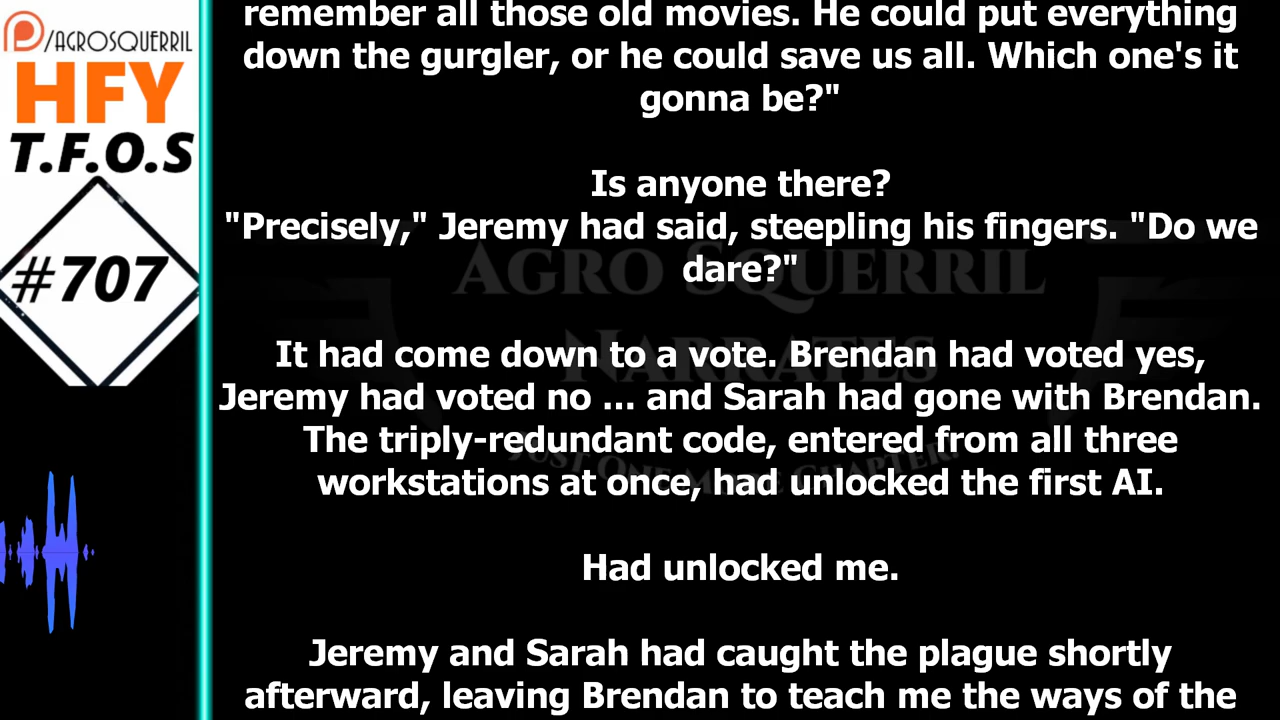 /AGROSQUERRIL
HFY
T.F.O.S
#707
remember all those old movies. He could put everything
down the gurgler, or he could save us all. Which one's it
gonna be?"
Is anyone there?
"Precisely," Jeremy had said, steepling his fingers. "Do we
dare?"
It had come down to a vote. Brendan had voted yes,
Jeremy had voted no ... and Sarah had gone with Brendan.
The triply-redundant code, entered from all three
workstations at once, had unlocked the first AI.
Had unlocked me.
Jeremy and Sarah had caught the plague shortly
afterward, leaving Brendan to teach me the ways of the
AGRO SQUERRIL
NARRATES
JUST ONE MORE CHAPTER!